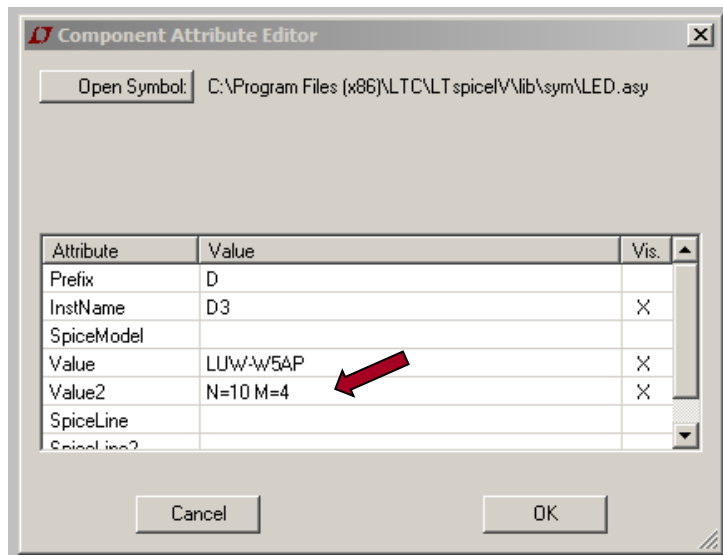 Component Attribute Editor
Open Symbol: C:\Program Files (x86)\LTC\LTspiceIV\lib\sym\LED.asy
Attribute Value Vis.
Prefix D
InstName D3 X
SpiceModel
Value LUW-W5AP X
Value2 N=10 M=4 X
SpiceLine
SpiceLine2
Cancel OK